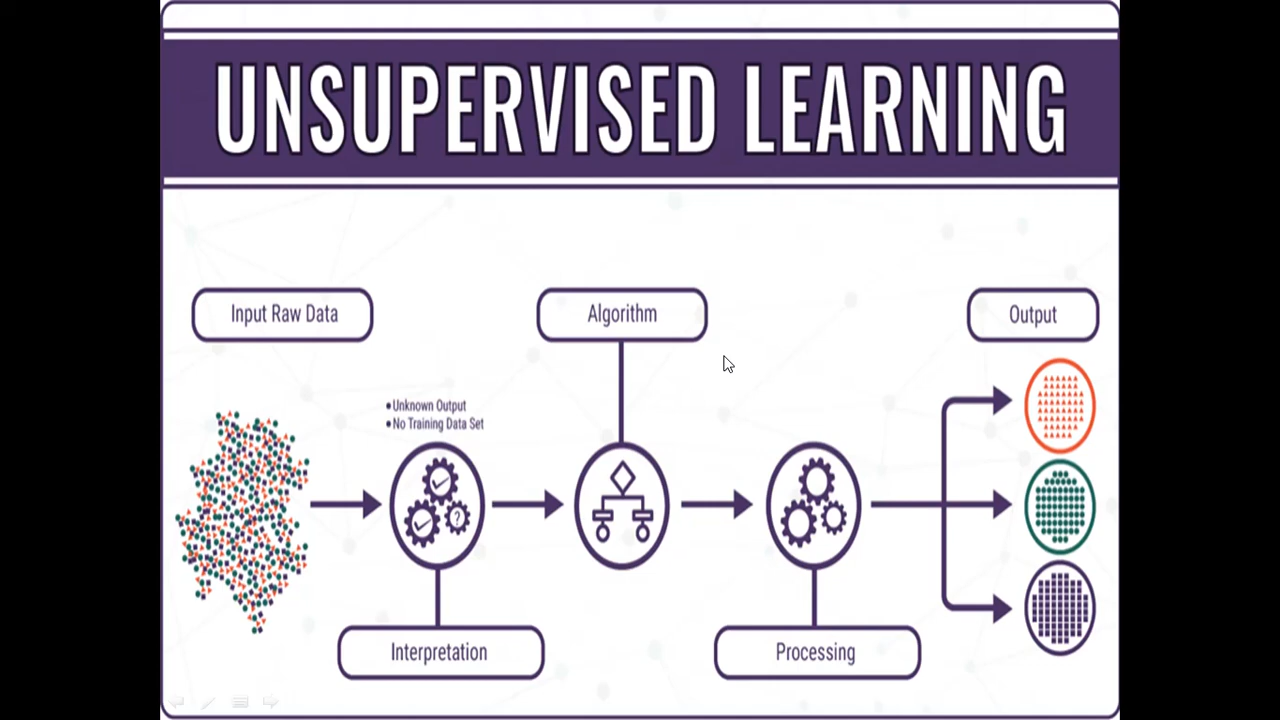 UNSUPERVISED LEARNING
Input Raw Data
Algorithm
Output
•Unknown Output
•No Training Data Set
?
Interpretation
Processing